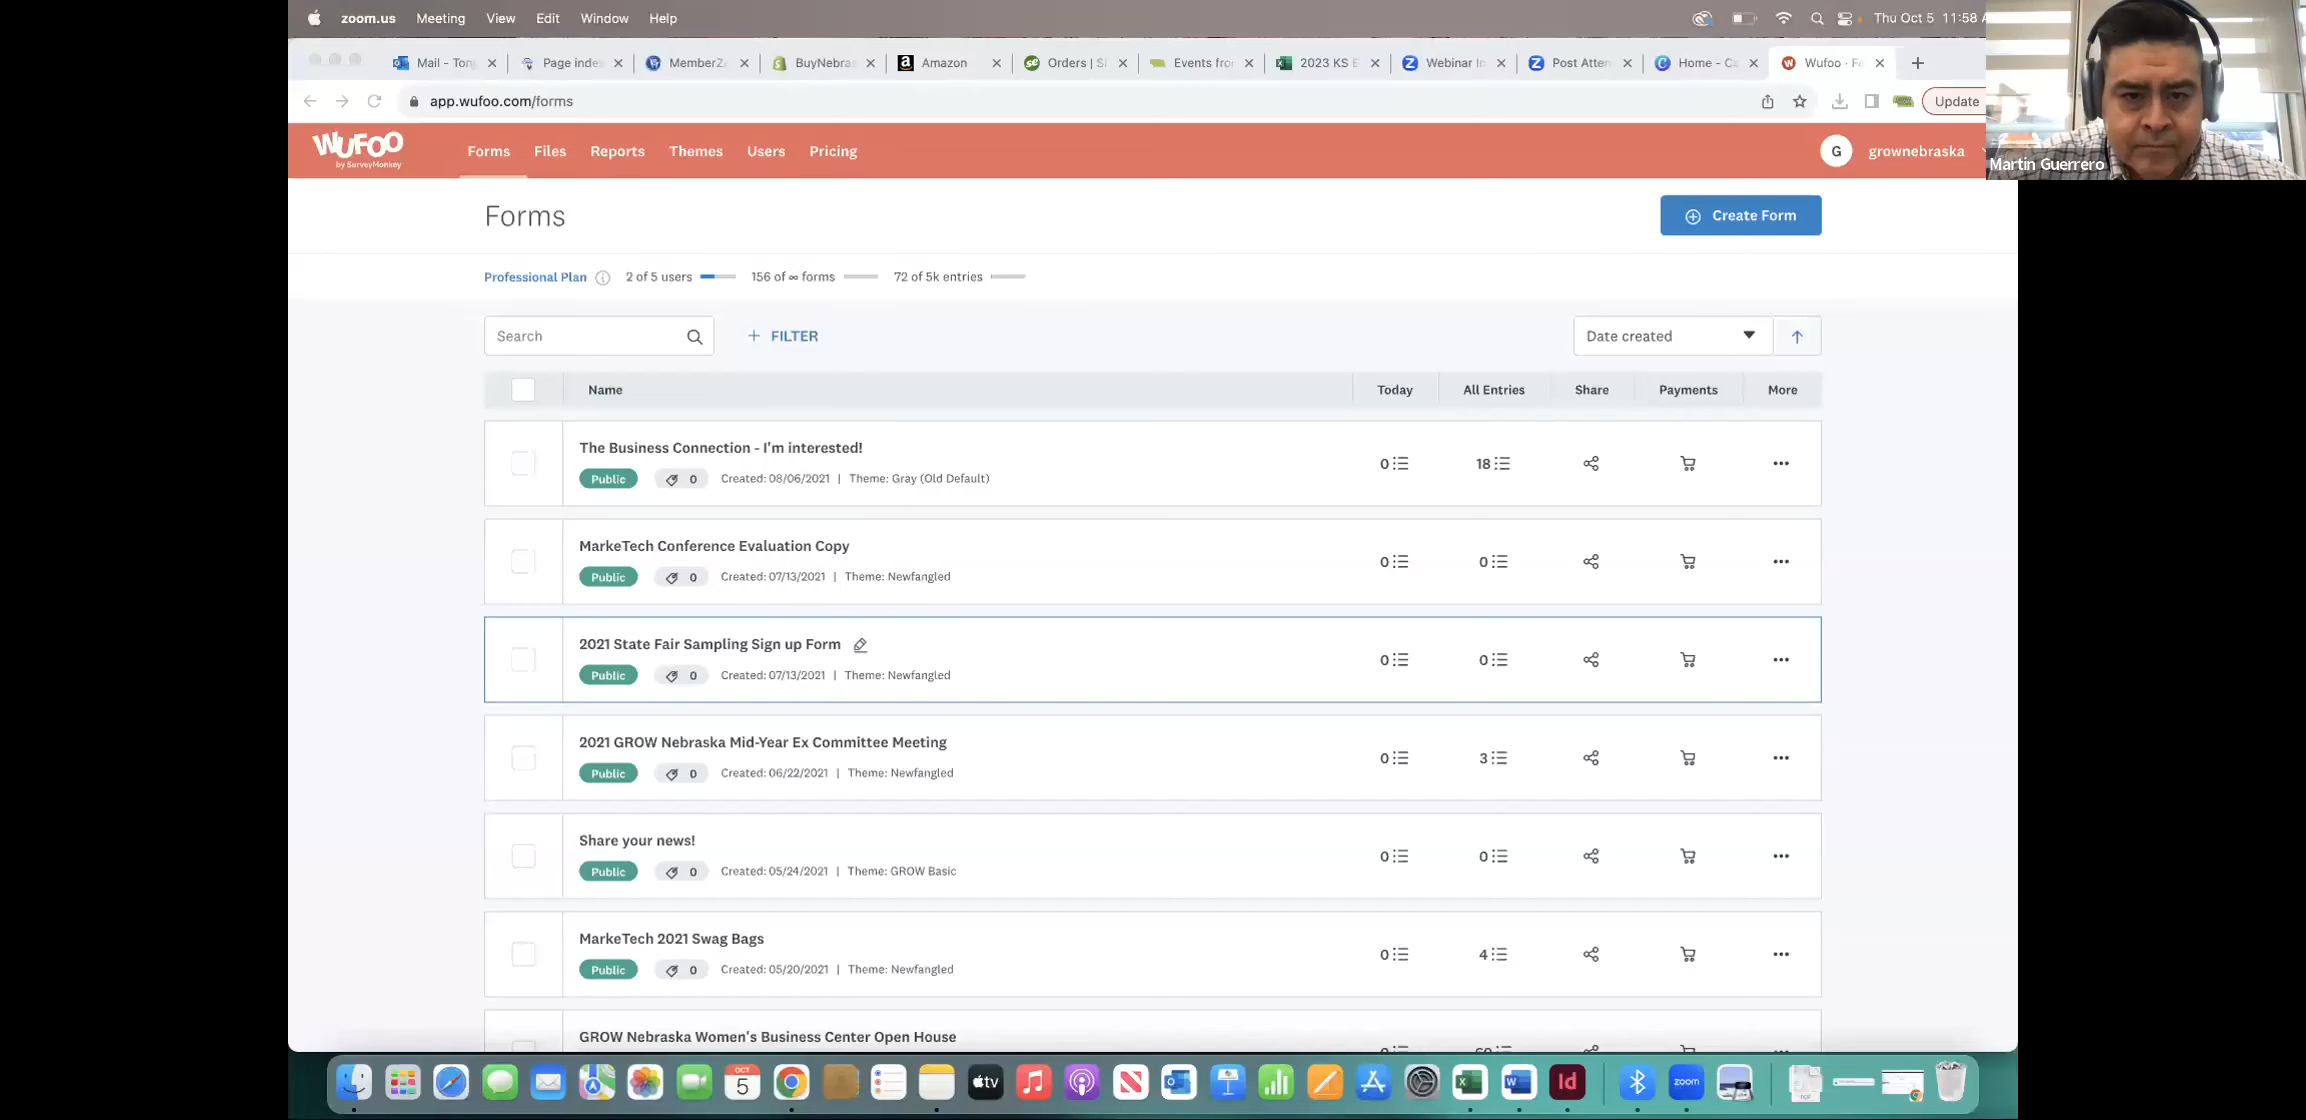 zoom.us Meeting View Edit Window Help
Thu Oct 5 11:58
Mail - Ton
Page inde
MemberZ
BuyNebras
Amazon
Orders | S
Events fro
2023 KS E
Webinar In
Post Atten
Home - Ca
Wufoo · Fo
app.wufoo.com/forms
Update
WUFOO
by SurveyMonkey
Forms Files Reports Themes Users Pricing
G grownebraska
Martin Guerrero
Forms
Create Form
Professional Plan 2 of 5 users 156 of ∞ forms 72 of 5k entries
Search
+ FILTER
Date created
Name Today All Entries Share Payments More
The Business Connection - I'm interested!
Public 0 Created: 08/06/2021 | Theme: Gray (Old Default)
0 18
MarkeTech Conference Evaluation Copy
Public 0 Created: 07/13/2021 | Theme: Newfangled
0 0
2021 State Fair Sampling Sign up Form
Public 0 Created: 07/13/2021 | Theme: Newfangled
0 0
2021 GROW Nebraska Mid-Year Ex Committee Meeting
Public 0 Created: 06/22/2021 | Theme: Newfangled
0 3
Share your news!
Public 0 Created: 05/24/2021 | Theme: GROW Basic
0 0
MarkeTech 2021 Swag Bags
Public 0 Created: 05/20/2021 | Theme: Newfangled
0 4
GROW Nebraska Women's Business Center Open House
OCT
5
tv
zoom
Id